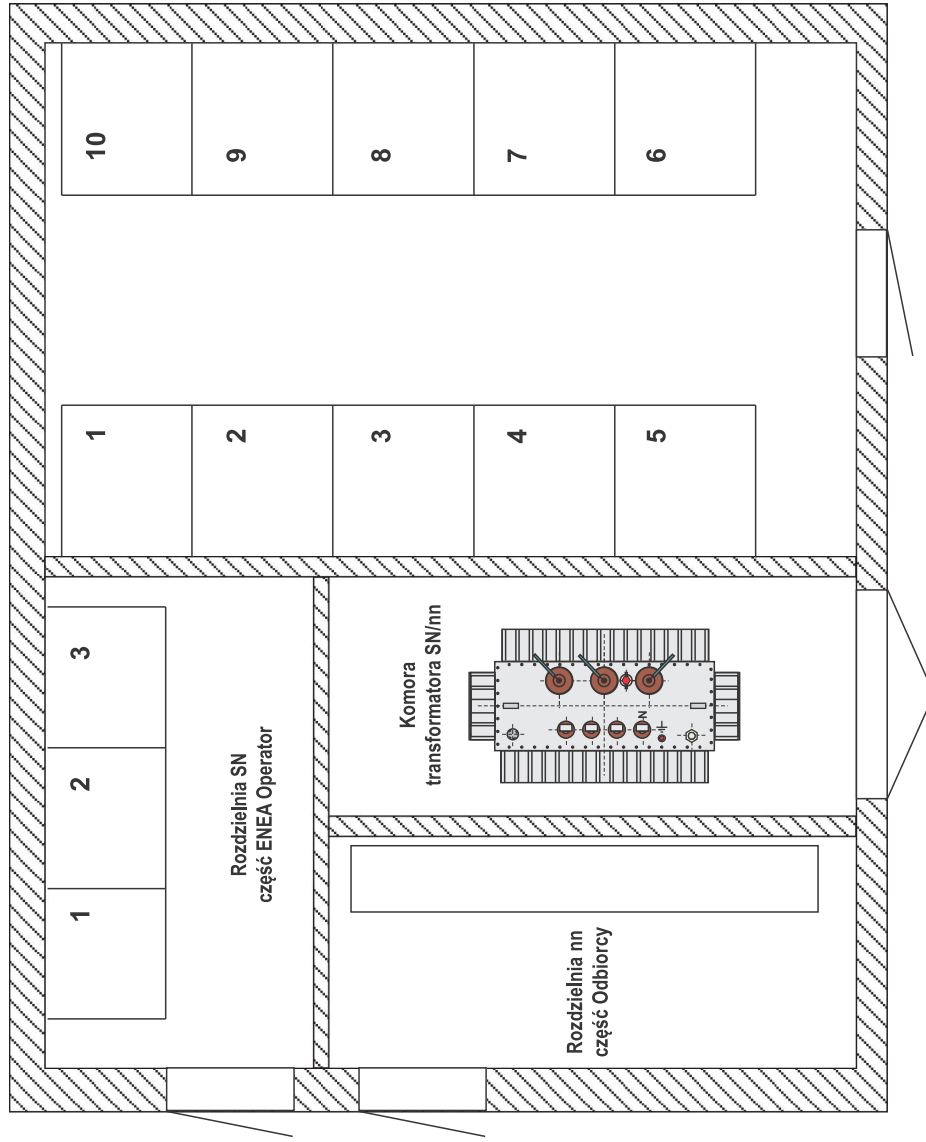 1
2
3
Rozdzielnia SN
część ENEA Operator
Rozdzielnia nn
część Odbiorcy
Komora
transformatora SN/nn
N
1
2
3
4
5
10
9
8
7
6